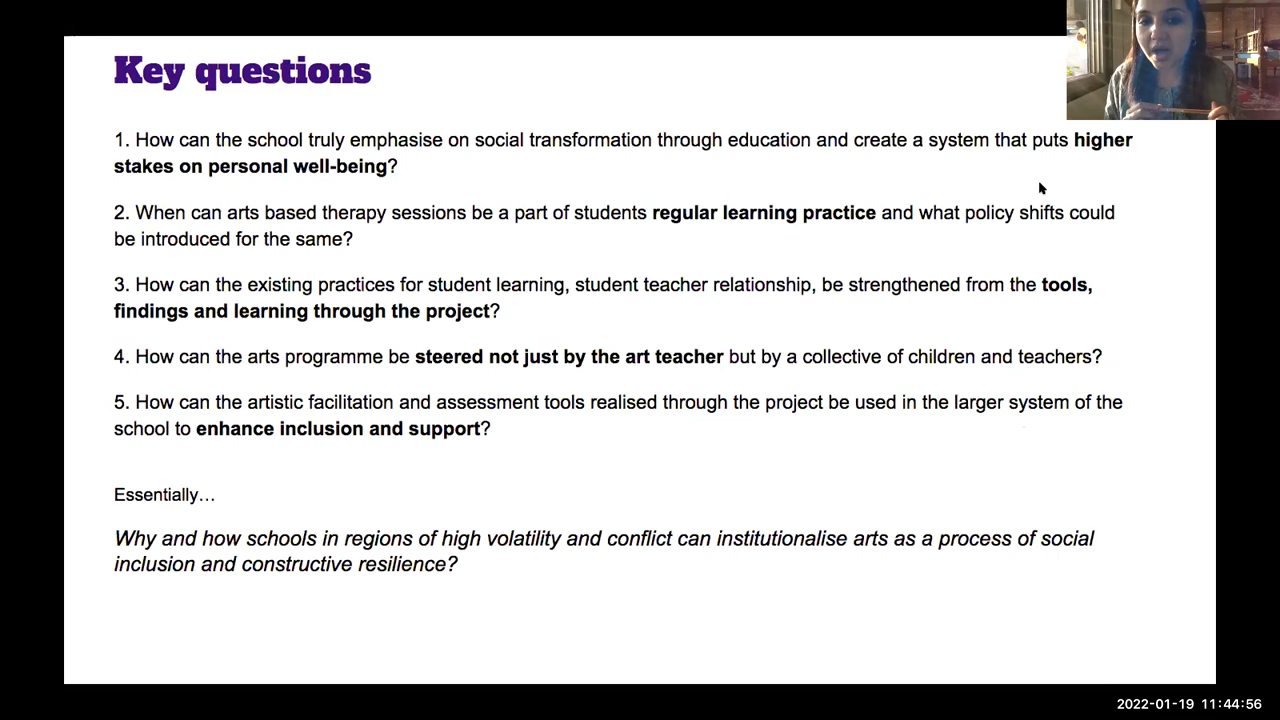 Key questions
1. How can the school truly emphasise on social transformation through education and create a system that puts higher
stakes on personal well-being?
2. When can arts based therapy sessions be a part of students regular learning practice and what policy shifts could
be introduced for the same?
3. How can the existing practices for student learning, student teacher relationship, be strengthened from the tools,
findings and learning through the project?
4. How can the arts programme be steered not just by the art teacher but by a collective of children and teachers?
5. How can the artistic facilitation and assessment tools realised through the project be used in the larger system of the
school to enhance inclusion and support?
Essentially…
Why and how schools in regions of high volatility and conflict can institutionalise arts as a process of social
inclusion and constructive resilience?
2022-01-19 11:44:56